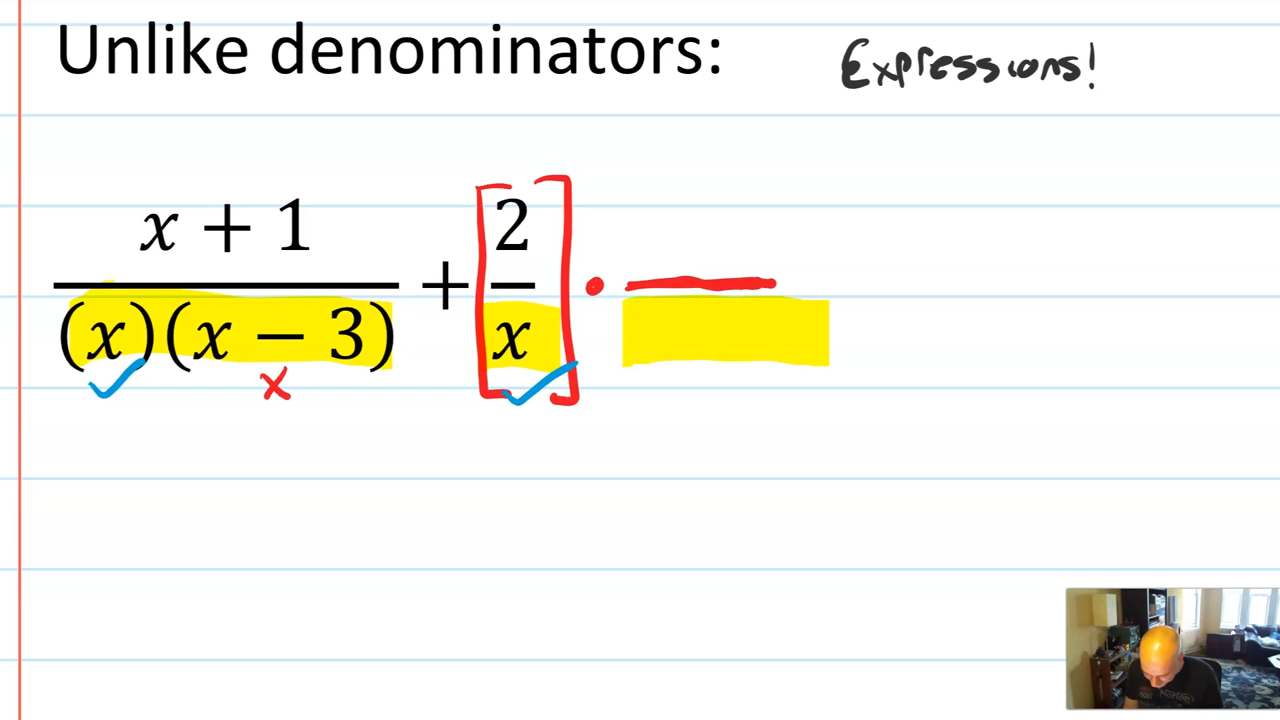 Unlike denominators:
Expressions!
x + 1
(x)(x − 3)
+
2
x
·
x